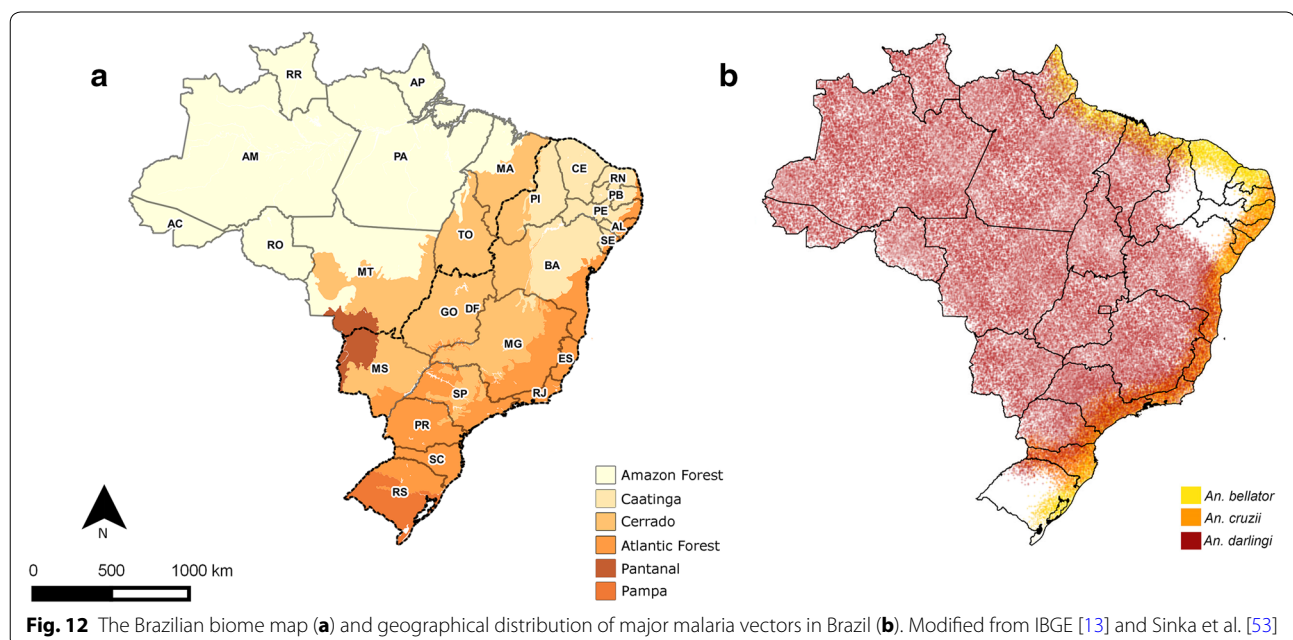 a
b
RR
AP
AM
PA
MA
CE
RN
PB
PI
PE
AL
SE
AC
RO
TO
BA
MT
GO
DF
MG
ES
MS
SP
RJ
PR
SC
RS
N
0 500 1000 km
Amazon Forest
Caatinga
Cerrado
Atlantic Forest
Pantanal
Pampa
An. bellator
An. cruzii
An. darlingi
Fig. 12 The Brazilian biome map (a) and geographical distribution of major malaria vectors in Brazil (b). Modified from IBGE [13] and Sinka et al. [53]